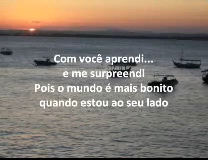 Com você aprendi...
e me surpreendi
Pois o mundo é mais bonito
quando estou ao seu lado